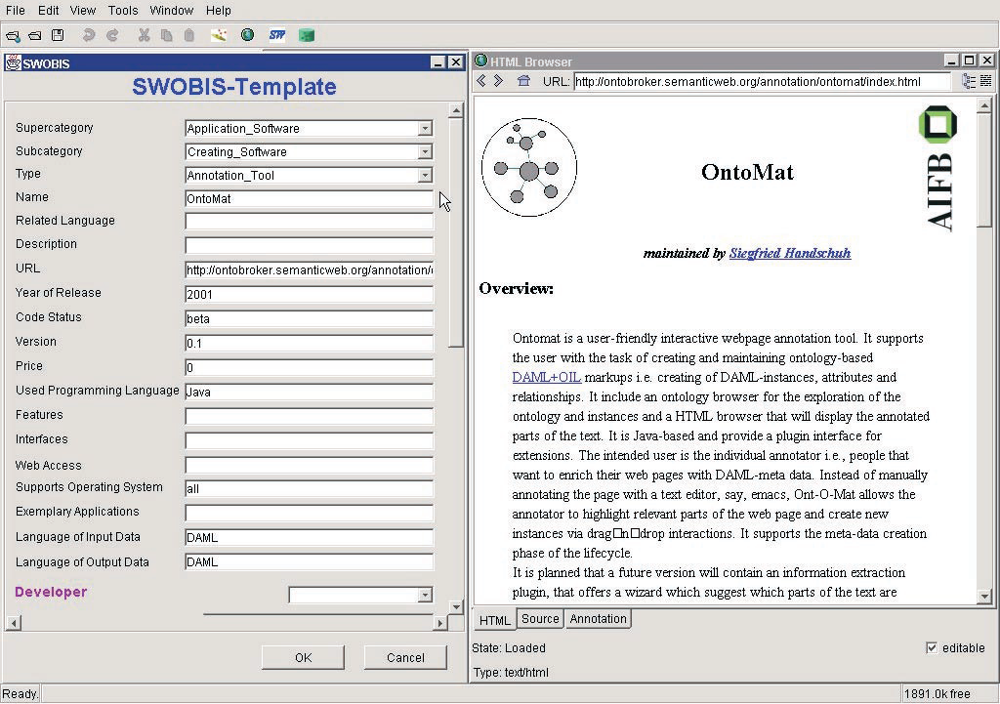 File Edit View Tools Window Help
SWP
SWOBIS
SWOBIS-Template
Supercategory Application_Software
Subcategory Creating_Software
Type Annotation_Tool
Name OntoMat
Related Language
Description
URL http://ontobroker.semanticweb.org/annotation/
Year of Release 2001
Code Status beta
Version 0.1
Price 0
Used Programming Language Java
Features
Interfaces
Web Access
Supports Operating System all
Exemplary Applications
Language of Input Data DAML
Language of Output Data DAML
Developer
OK Cancel
Ready.
HTML Browser
URL: http://ontobroker.semanticweb.org/annotation/ontomat/index.html
AIFB
OntoMat
maintained by Siegfried Handschuh
Overview:
Ontomat is a user-friendly interactive webpage annotation tool. It supports
the user with the task of creating and maintaining ontology-based
DAML+OIL markups i.e. creating of DAML-instances, attributes and
relationships. It include an ontology browser for the exploration of the
ontology and instances and a HTML browser that will display the annotated
parts of the text. It is Java-based and provide a plugin interface for
extensions. The intended user is the individual annotator i.e., people that
want to enrich their web pages with DAML-meta data. Instead of manually
annotating the page with a text editor, say, emacs, Ont-O-Mat allows the
annotator to highlight relevant parts of the web page and create new
instances via drag□n□drop interactions. It supports the meta-data creation
phase of the lifecycle.
It is planned that a future version will contain an information extraction
plugin, that offers a wizard which suggest which parts of the text are
HTML Source Annotation
State: Loaded
editable
Type: text/html
1891.0k free